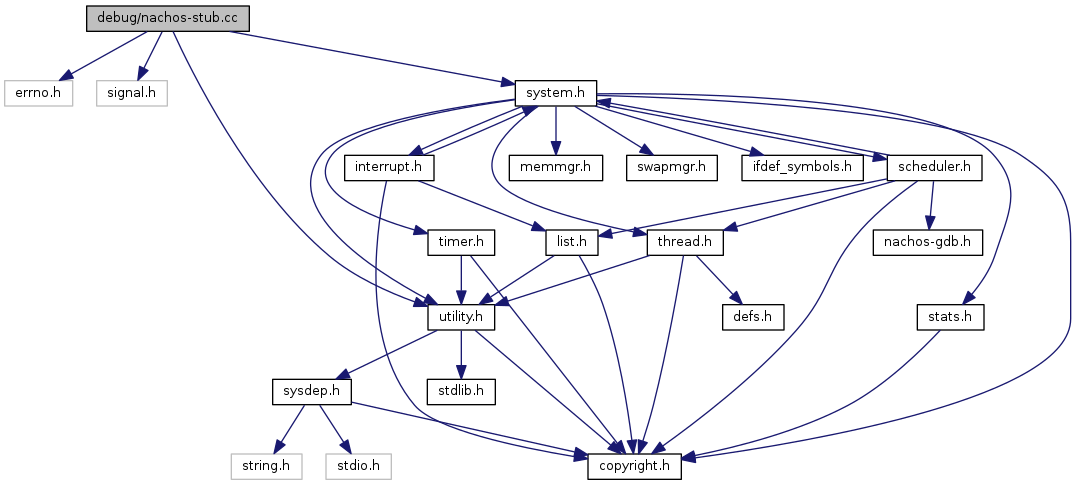 debug/nachos-stub.cc
errno.h
signal.h
system.h
interrupt.h
memmgr.h
swapmgr.h
ifdef_symbols.h
scheduler.h
timer.h
list.h
thread.h
nachos-gdb.h
utility.h
defs.h
stats.h
sysdep.h
stdlib.h
string.h
stdio.h
copyright.h